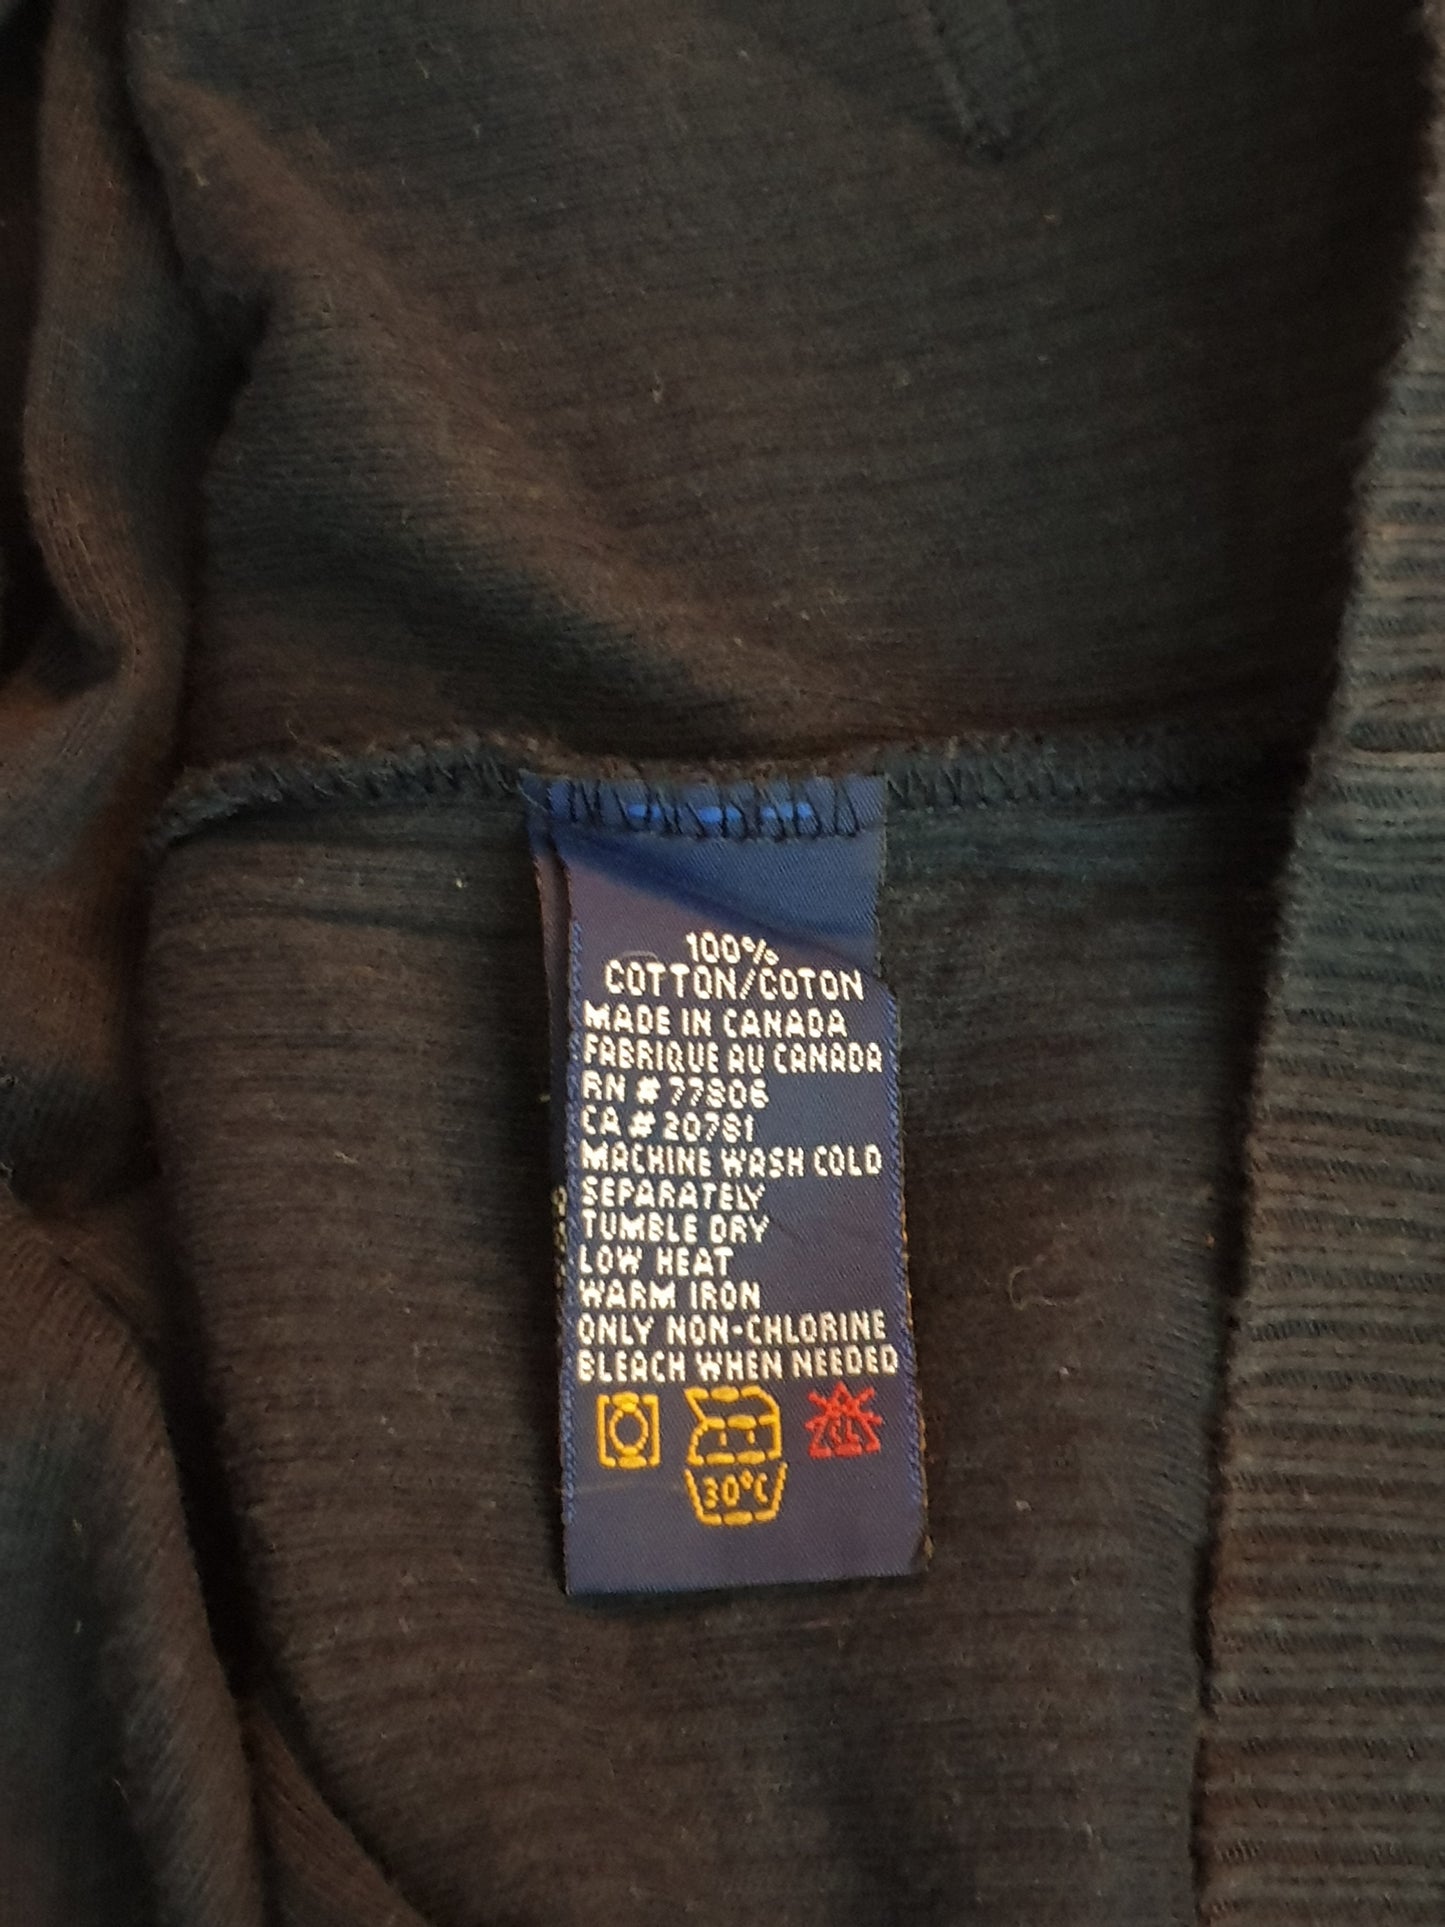 100%
COTTON/COTON
MADE IN CANADA
FABRIQUE AU CANADA
RN # 77806
CA # 20781
MACHINE WASH COLD
SEPARATELY
TUMBLE DRY
LOW HEAT
WARM IRON
ONLY NON-CHLORINE
BLEACH WHEN NEEDED
CL
30°C